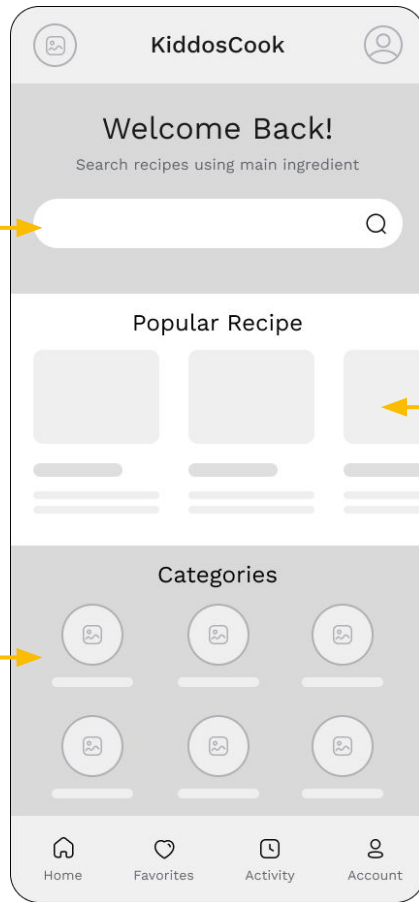 KiddosCook
Welcome Back!
Search recipes using main ingredient
Popular Recipe
Categories
Home Favorites Activity Account